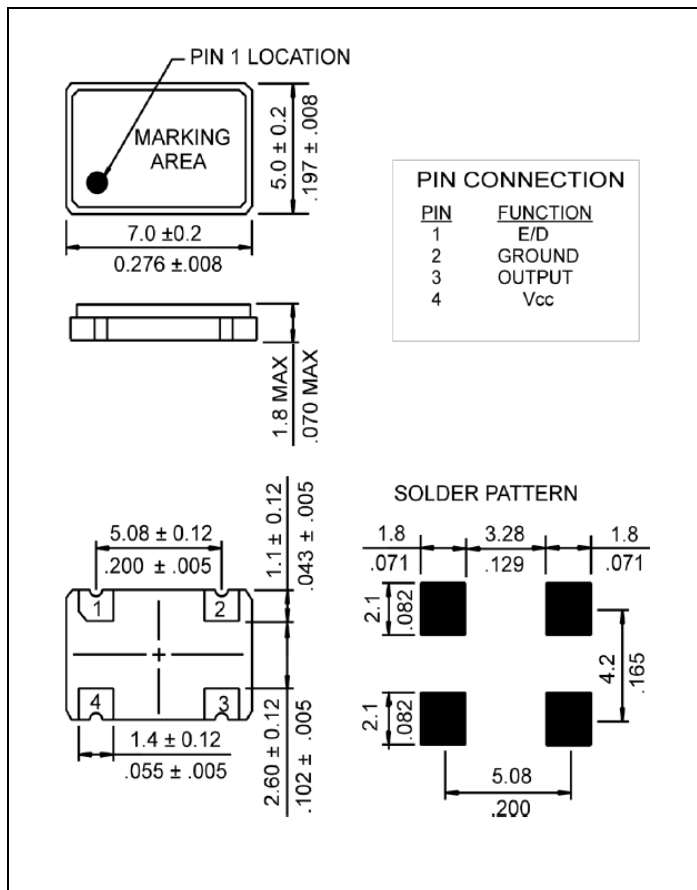 PIN 1 LOCATION
MARKING
AREA
5.0 ± 0.2
.197 ± .008
7.0 ±0.2
0.276 ±.008
PIN CONNECTION
PIN FUNCTION
1 E/D
2 GROUND
3 OUTPUT
4 Vcc
1.8 MAX
.070 MAX
5.08 ± 0.12
.200 ± .005
1.1 ± 0.12
.043 ± .005
1 2
4 3
1.4 ± 0.12
.055 ± .005
2.60 ± 0.12
.102 ± .005
SOLDER PATTERN
1.8 3.28 1.8
.071 .129 .071
2.1
.082
4.2
.165
2.1
.082
5.08
.200